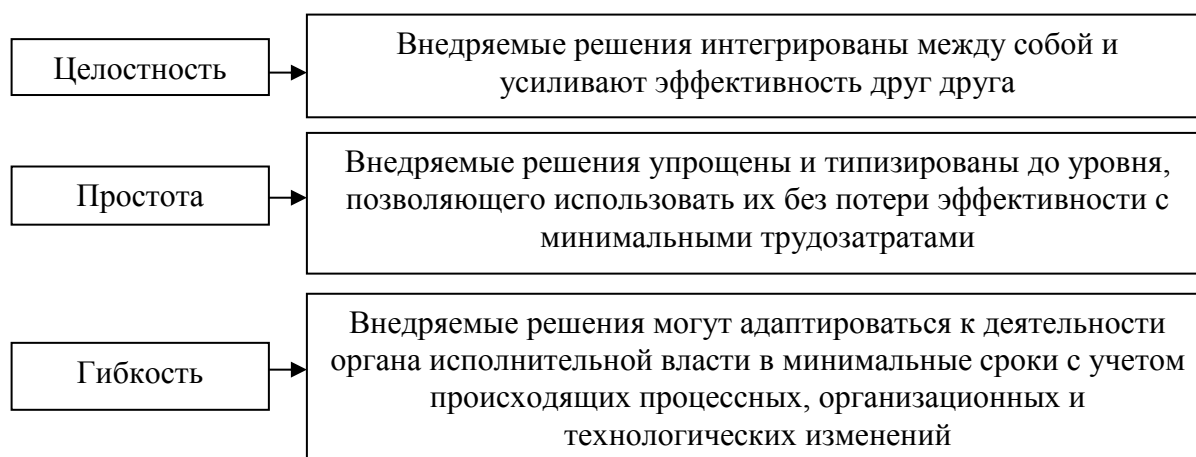 Целостность
Внедряемые решения интегрированы между собой и
усиливают эффективность друг друга
Простота
Внедряемые решения упрощены и типизированы до уровня,
позволяющего использовать их без потери эффективности с
минимальными трудозатратами
Гибкость
Внедряемые решения могут адаптироваться к деятельности
органа исполнительной власти в минимальные сроки с учетом
происходящих процессных, организационных и
технологических изменений